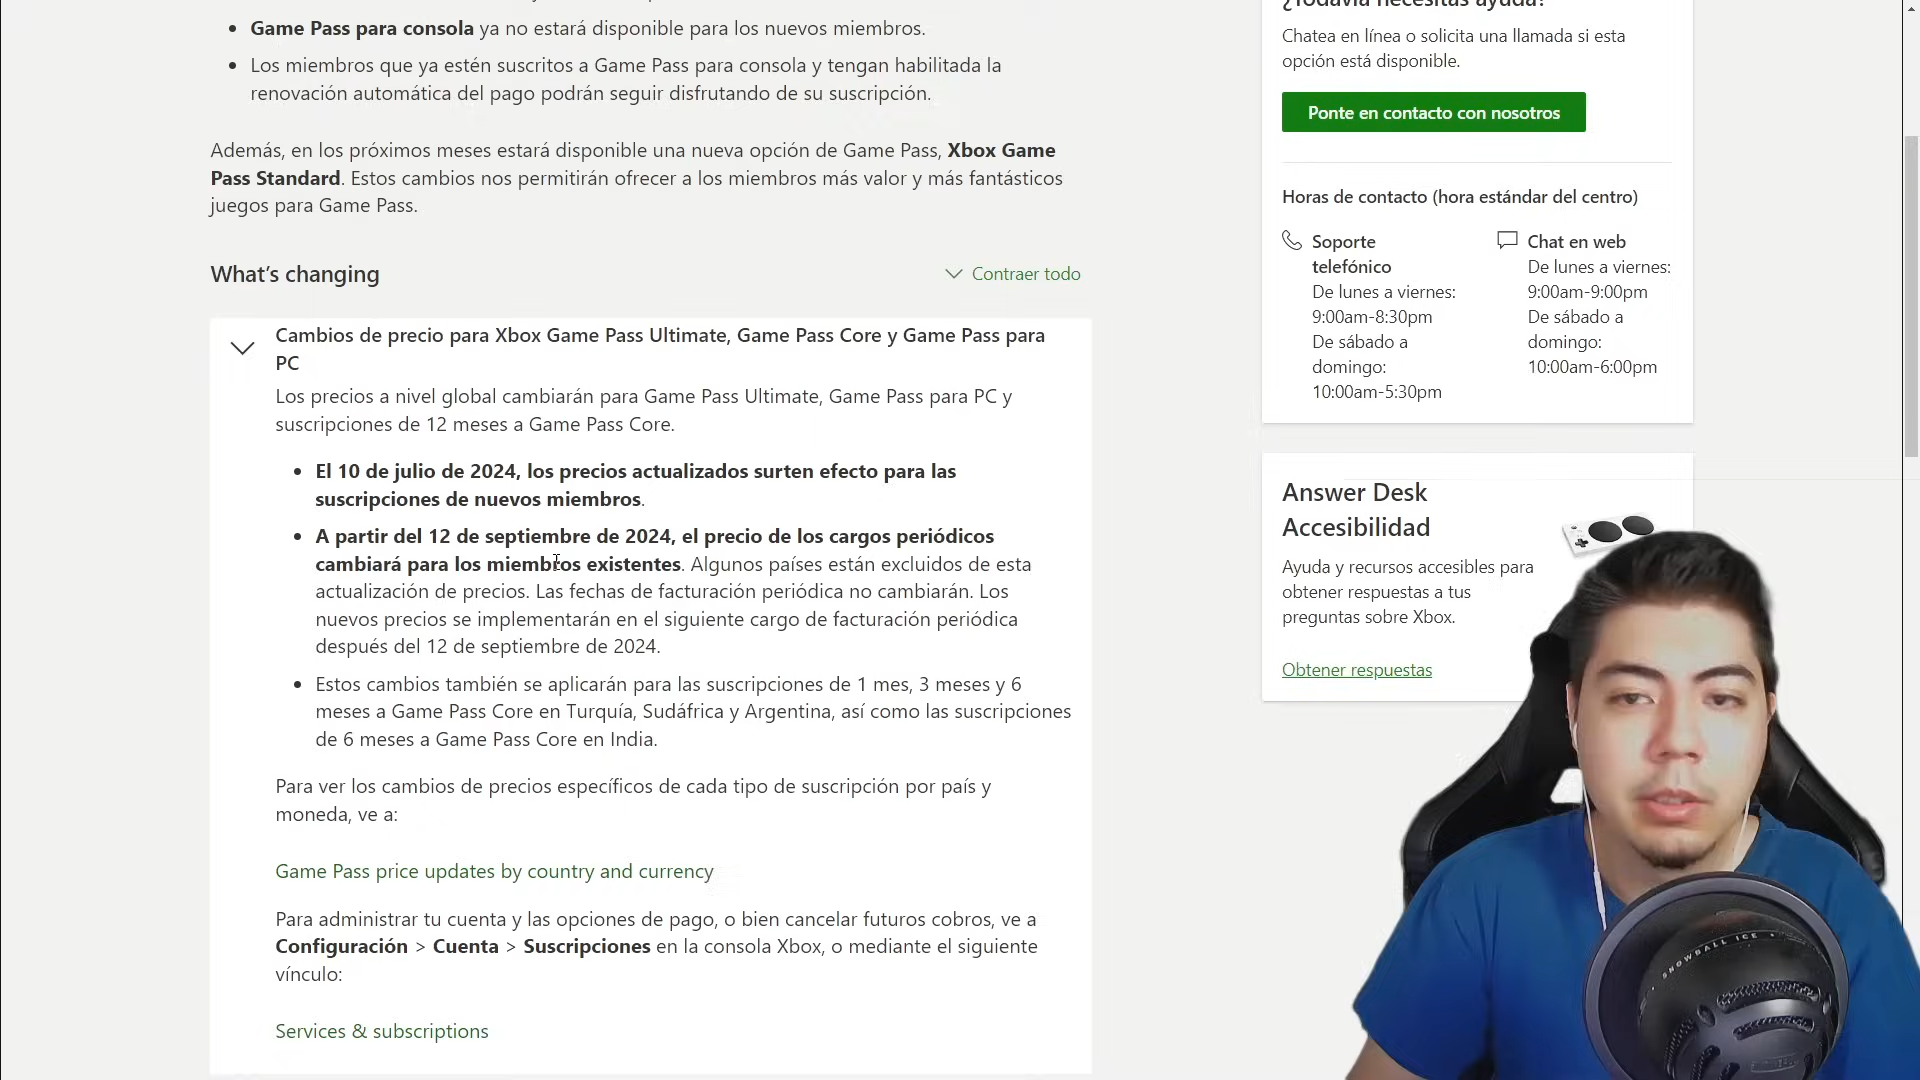 Game Pass para consola ya no estará disponible para los nuevos miembros.
Los miembros que ya estén suscritos a Game Pass para consola y tengan habilitada la
renovación automática del pago podrán seguir disfrutando de su suscripción.
Además, en los próximos meses estará disponible una nueva opción de Game Pass, Xbox Game
Pass Standard. Estos cambios nos permitirán ofrecer a los miembros más valor y más fantásticos
juegos para Game Pass.
What's changing
Contraer todo
Cambios de precio para Xbox Game Pass Ultimate, Game Pass Core y Game Pass para
PC
Los precios a nivel global cambiarán para Game Pass Ultimate, Game Pass para PC y
suscripciones de 12 meses a Game Pass Core.
El 10 de julio de 2024, los precios actualizados surten efecto para las
suscripciones de nuevos miembros.
A partir del 12 de septiembre de 2024, el precio de los cargos periódicos
cambiará para los miembros existentes. Algunos países están excluidos de esta
actualización de precios. Las fechas de facturación periódica no cambiarán. Los
nuevos precios se implementarán en el siguiente cargo de facturación periódica
después del 12 de septiembre de 2024.
Estos cambios también se aplicarán para las suscripciones de 1 mes, 3 meses y 6
meses a Game Pass Core en Turquía, Sudáfrica y Argentina, así como las suscripciones
de 6 meses a Game Pass Core en India.
Para ver los cambios de precios específicos de cada tipo de suscripción por país y
moneda, ve a:
Game Pass price updates by country and currency
Para administrar tu cuenta y las opciones de pago, o bien cancelar futuros cobros, ve a
Configuración > Cuenta > Suscripciones en la consola Xbox, o mediante el siguiente
vínculo:
Services & subscriptions
¿Todavía necesitas ayuda?
Chatea en línea o solicita una llamada si esta
opción está disponible.
Ponte en contacto con nosotros
Horas de contacto (hora estándar del centro)
Soporte
telefónico
De lunes a viernes:
9:00am-8:30pm
De sábado a
domingo:
10:00am-5:30pm
Chat en web
De lunes a viernes:
9:00am-9:00pm
De sábado a
domingo:
10:00am-6:00pm
Answer Desk
Accesibilidad
Ayuda y recursos accesibles para
obtener respuestas a tus
preguntas sobre Xbox.
Obtener respuestas
SNOWBALL ICE